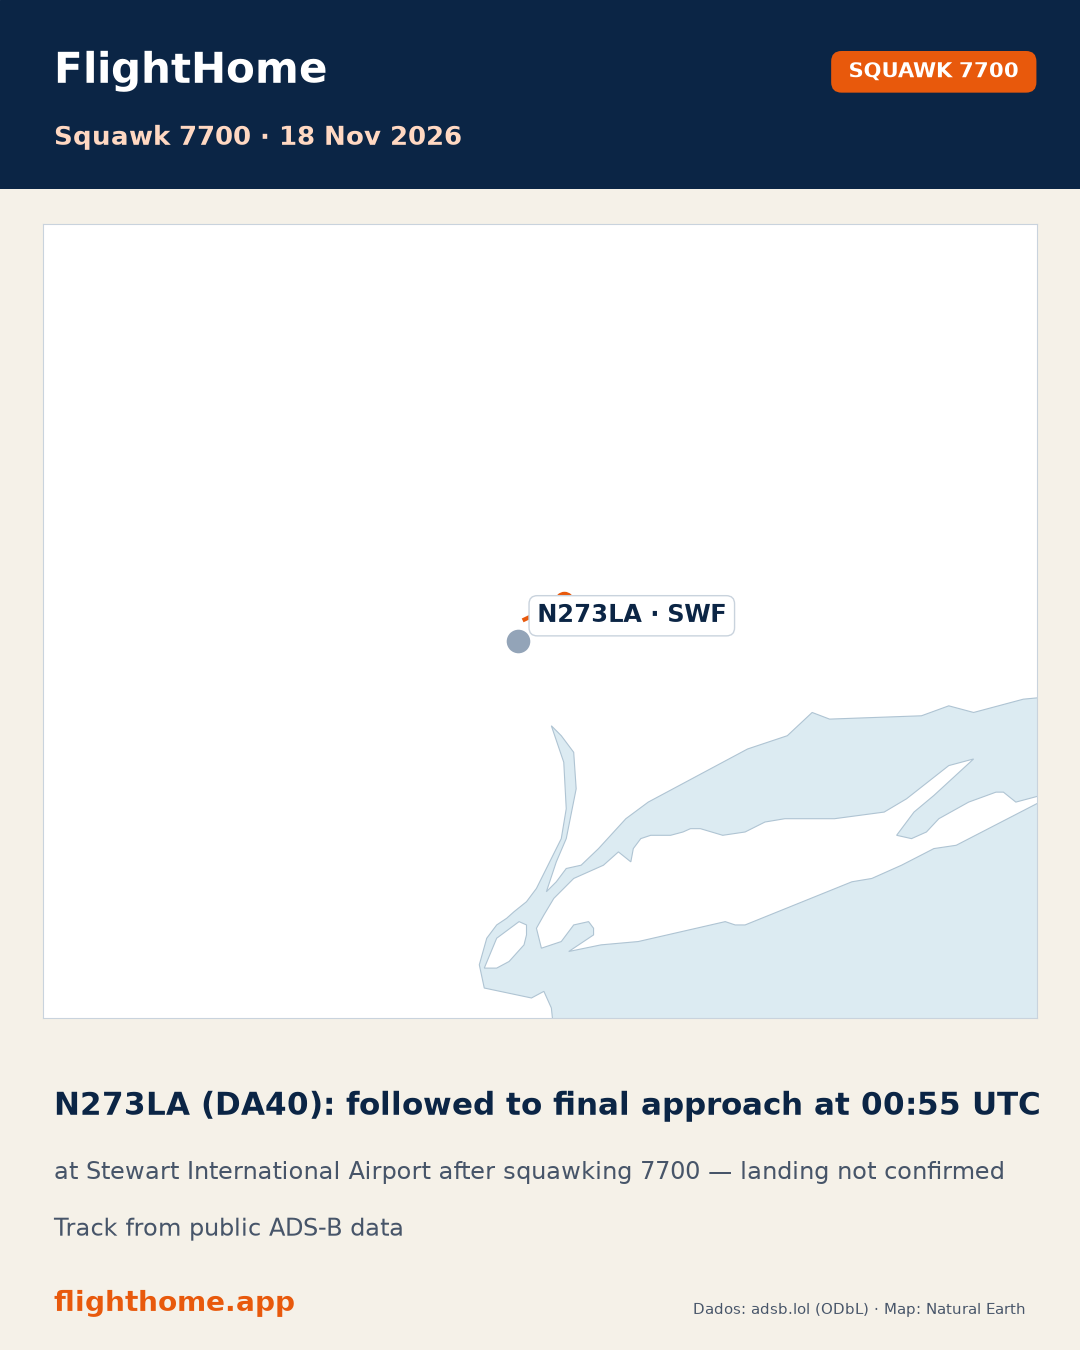 FlightHome
SQUAWK 7700
Squawk 7700 · 18 Nov 2026
N273LA · SWF
N273LA (DA40): followed to final approach at 00:55 UTC
at Stewart International Airport after squawking 7700 — landing not confirmed
Track from public ADS-B data
flighthome.app
Dados: adsb.lol (ODbL) · Map: Natural Earth